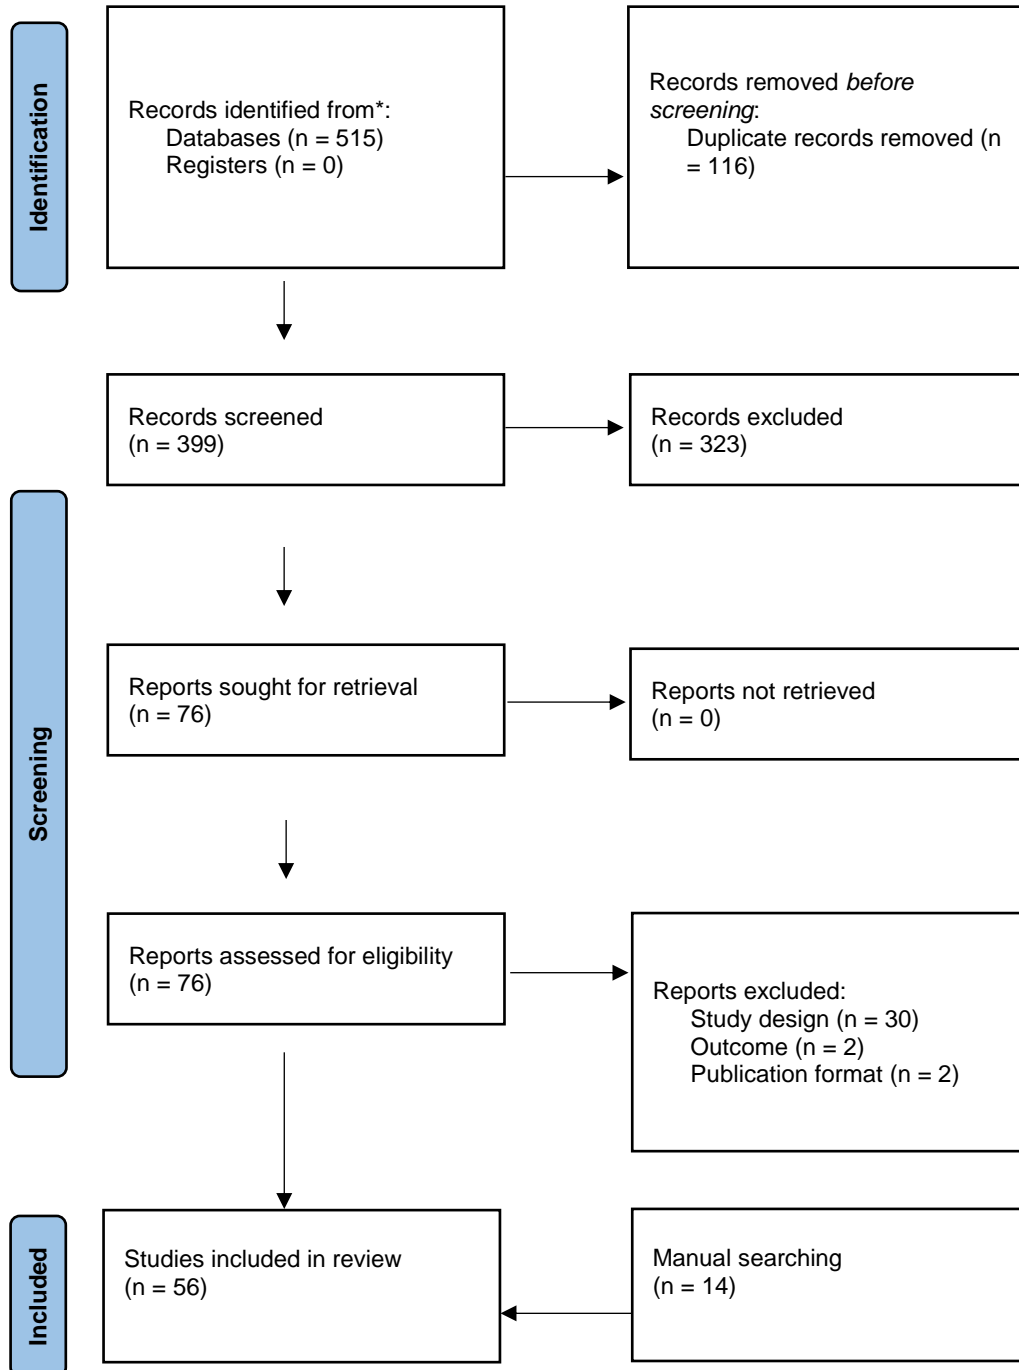 Identification
Records identified from*:
Databases (n = 515)
Registers (n = 0)
Records removed before
screening:
Duplicate records removed (n
= 116)
Records screened
(n = 399)
Records excluded
(n = 323)
Screening
Reports sought for retrieval
(n = 76)
Reports not retrieved
(n = 0)
Reports assessed for eligibility
(n = 76)
Reports excluded:
Study design (n = 30)
Outcome (n = 2)
Publication format (n = 2)
Included
Studies included in review
(n = 56)
Manual searching
(n = 14)